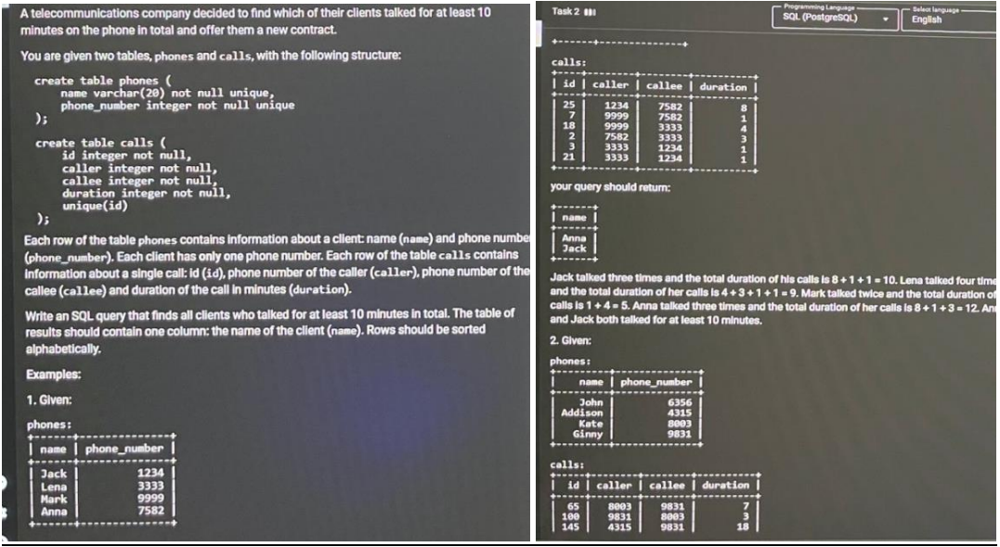 A telecommunications company decided to find which of their clients talked for at least 10
minutes on the phone in total and offer them a new contract.
You are given two tables, phones and calls, with the following structure:
create table phones (
name varchar(20) not null unique,
phone_number integer not null unique
);
create table calls (
id integer not null,
caller integer not null,
callee integer not null,
duration integer not null,
unique(id)
);
Each row of the table phones contains information about a client: name (name) and phone numbe
(phone_number). Each client has only one phone number. Each row of the table calls contains
information about a single call: id (id), phone number of the caller (caller), phone number of the
callee (callee) and duration of the call in minutes (duration).
Write an SQL query that finds all clients who talked for at least 10 minutes in total. The table of
results should contain one column: the name of the client (name). Rows should be sorted
alphabetically.
Examples:
1. Given:
phones:
name | phone_number
Jack | 1234
Lena | 3333
Mark | 9999
Anna | 7582
Task 2
Programming Language
SQL (PostgreSQL)
Select language
English
calls:
id | caller | callee | duration
25 | 1234 | 7582 | 8
7 | 9999 | 7582 | 1
18 | 9999 | 3333 | 4
2 | 7582 | 3333 | 3
3 | 3333 | 1234 | 1
21 | 3333 | 1234 | 1
your query should return:
name
Anna
Jack
Jack talked three times and the total duration of his calls is 8 + 1 + 1 = 10. Lena talked four time
and the total duration of her calls is 4 + 3 + 1 + 1 = 9. Mark talked twice and the total duration of
calls is 1 + 4 = 5. Anna talked three times and the total duration of her calls is 8 + 1 + 3 = 12. An
and Jack both talked for at least 10 minutes.
2. Given:
phones:
name | phone_number
John | 6356
Addison | 4315
Kate | 8003
Ginny | 9831
calls:
id | caller | callee | duration
65 | 8003 | 9831 | 7
100 | 9831 | 8003 | 3
145 | 4315 | 9831 | 18